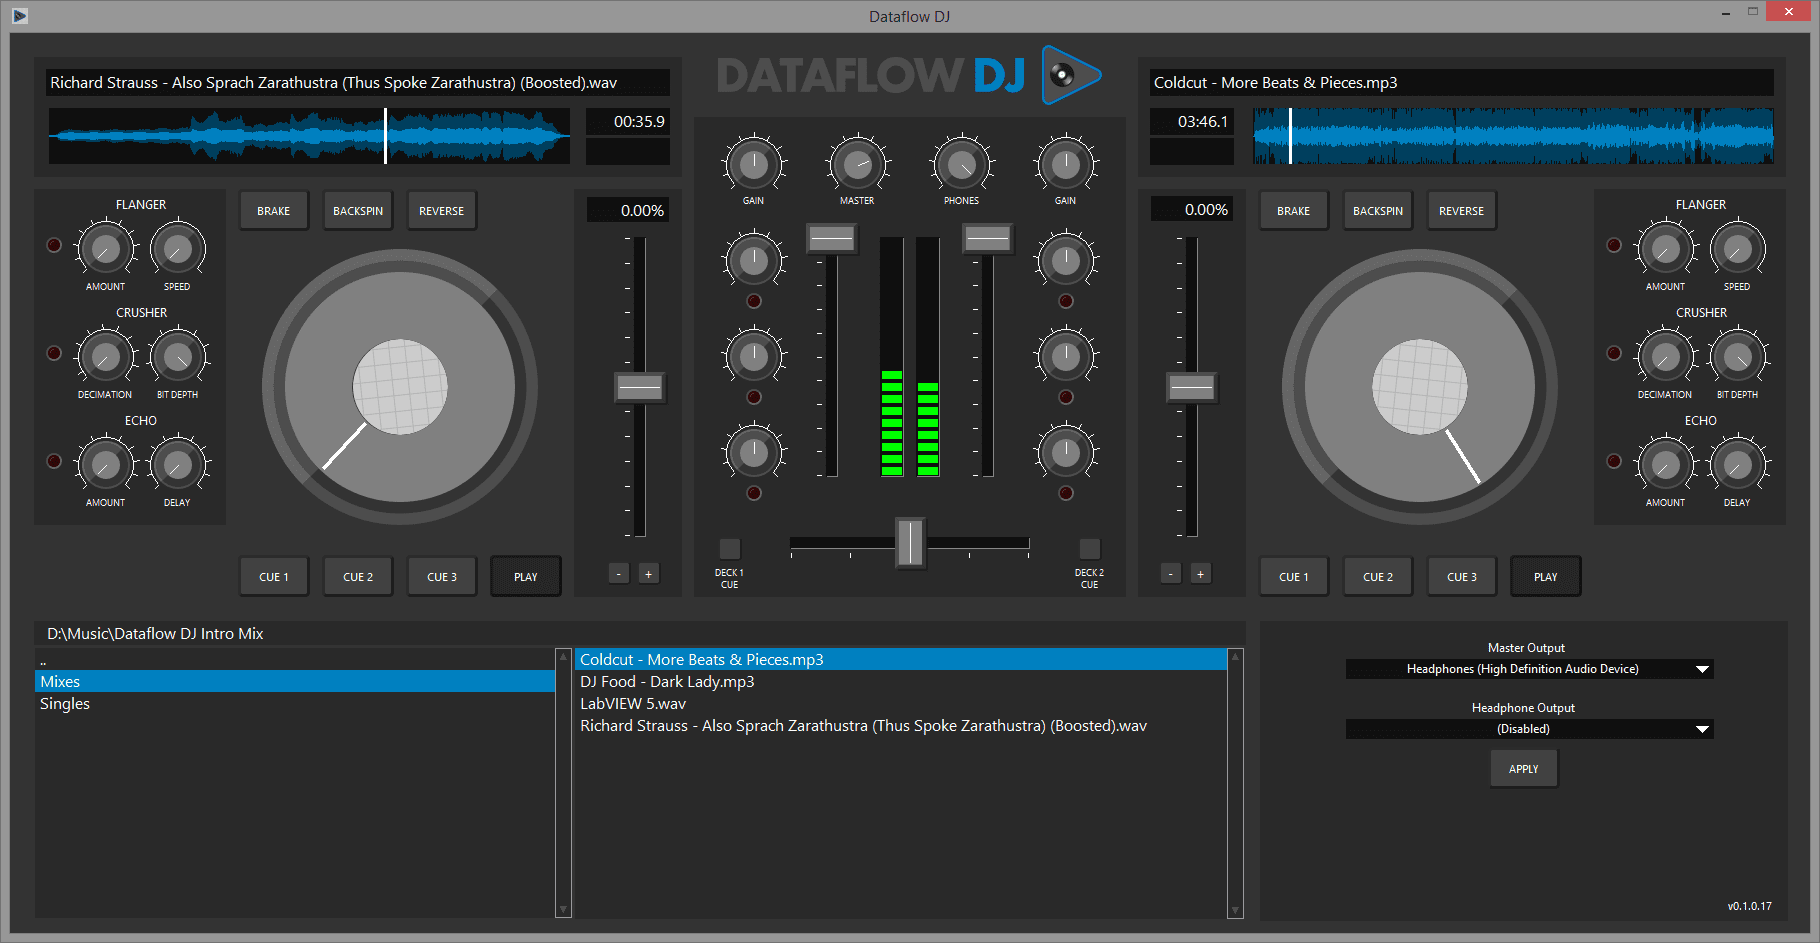 Dataflow DJ
DATAFLOW DJ
Richard Strauss - Also Sprach Zarathustra (Thus Spoke Zarathustra) (Boosted).wav
00:35.9
Coldcut - More Beats & Pieces.mp3
03:46.1
GAIN
MASTER
PHONES
GAIN
FLANGER
AMOUNT
SPEED
CRUSHER
DECIMATION
BIT DEPTH
ECHO
AMOUNT
DELAY
BRAKE
BACKSPIN
REVERSE
0.00%
CUE 1
CUE 2
CUE 3
PLAY
-
+
DECK 1
CUE
DECK 2
CUE
0.00%
-
+
BRAKE
BACKSPIN
REVERSE
CUE 1
CUE 2
CUE 3
PLAY
FLANGER
AMOUNT
SPEED
CRUSHER
DECIMATION
BIT DEPTH
ECHO
AMOUNT
DELAY
D:\Music\Dataflow DJ Intro Mix
..
Mixes
Singles
Coldcut - More Beats & Pieces.mp3
DJ Food - Dark Lady.mp3
LabVIEW 5.wav
Richard Strauss - Also Sprach Zarathustra (Thus Spoke Zarathustra) (Boosted).wav
Master Output
Headphones (High Definition Audio Device)
Headphone Output
(Disabled)
APPLY
v0.1.0.17